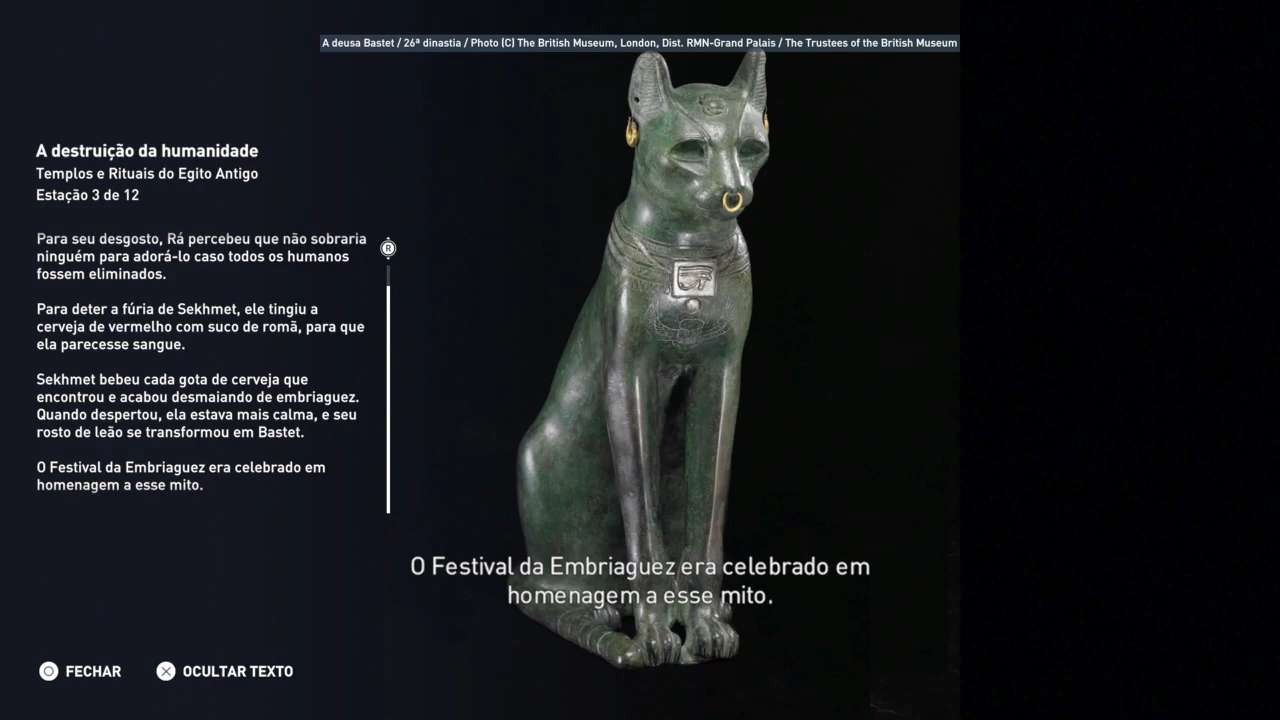 A deusa Bastet / 26ª dinastia / Photo (C) The British Museum, London, Dist. RMN-Grand Palais / The Trustees of the British Museum
A destruição da humanidade
Templos e Rituais do Egito Antigo
Estação 3 de 12
Para seu desgosto, Rá percebeu que não sobraria
ninguém para adorá-lo caso todos os humanos
fossem eliminados.
Para deter a fúria de Sekhmet, ele tingiu a
cerveja de vermelho com suco de romã, para que
ela parecesse sangue.
Sekhmet bebeu cada gota de cerveja que
encontrou e acabou desmaiando de embriaguez.
Quando despertou, ela estava mais calma, e seu
rosto de leão se transformou em Bastet.
O Festival da Embriaguez era celebrado em
homenagem a esse mito.
R
O Festival da Embriaguez era celebrado em
homenagem a esse mito.
FECHAR
OCULTAR TEXTO